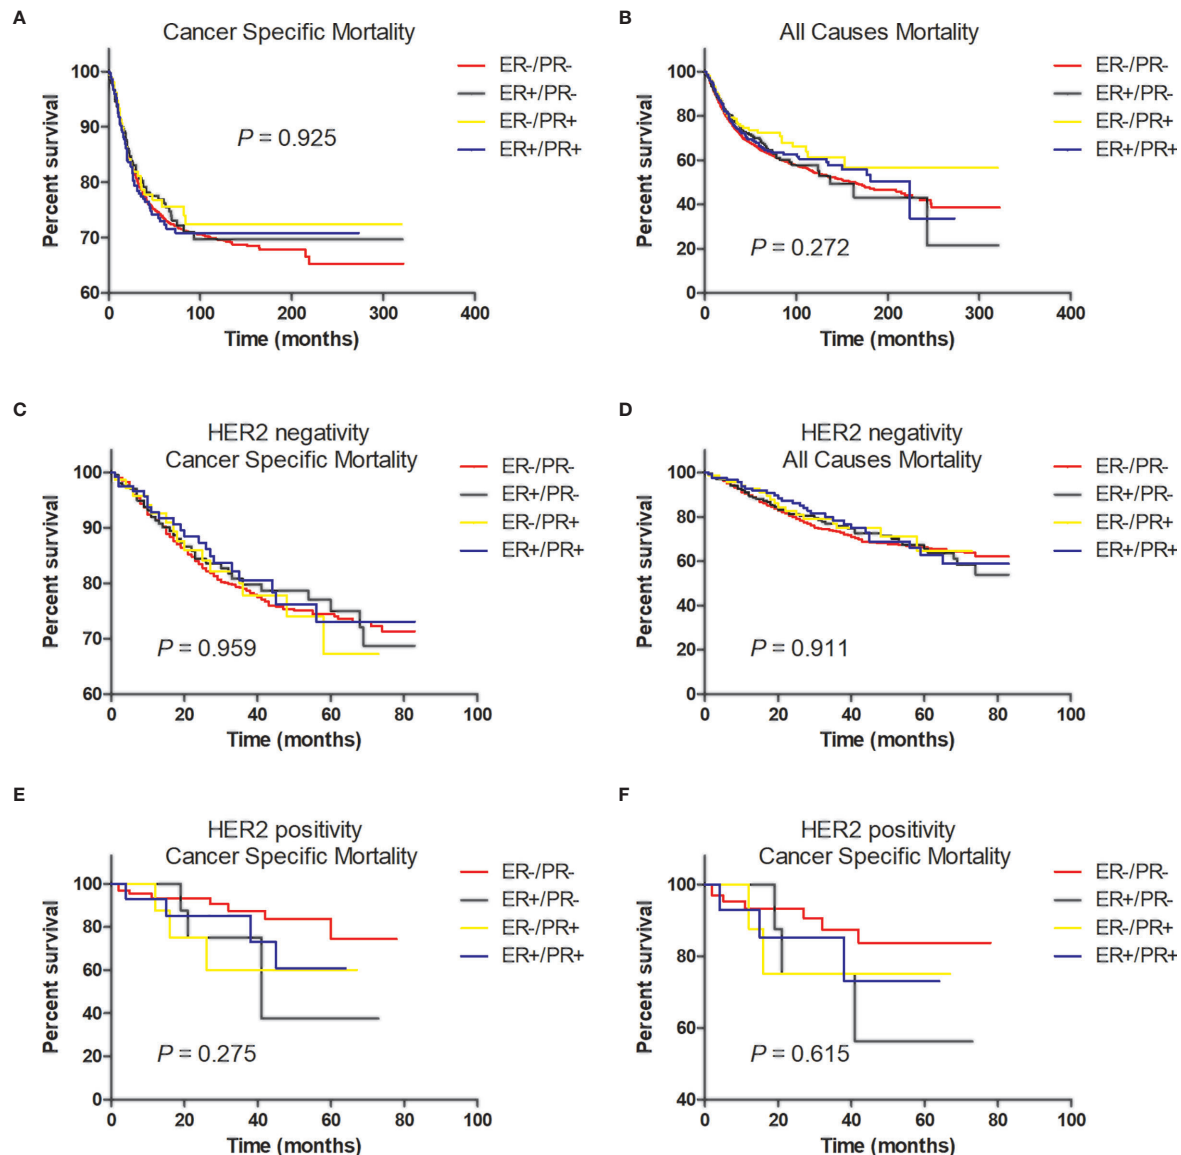 A
Cancer Specific Mortality
100
90
80
70
60
0
100
200
300
400
Percent survival
Time (months)
P = 0.925
ER-/PR-
ER+/PR-
ER-/PR+
ER+/PR+
B
All Causes Mortality
100
80
60
40
20
0
0
100
200
300
400
Percent survival
Time (months)
P = 0.272
ER-/PR-
ER+/PR-
ER-/PR+
ER+/PR+
C
HER2 negativity
Cancer Specific Mortality
100
90
80
70
60
0
20
40
60
80
100
Percent survival
Time (months)
P = 0.959
ER-/PR-
ER+/PR-
ER-/PR+
ER+/PR+
D
HER2 negativity
All Causes Mortality
100
80
60
40
20
0
0
20
40
60
80
100
Percent survival
Time (months)
P = 0.911
ER-/PR-
ER+/PR-
ER-/PR+
ER+/PR+
E
HER2 positivity
Cancer Specific Mortality
100
80
60
40
20
0
0
20
40
60
80
100
Percent survival
Time (months)
P = 0.275
ER-/PR-
ER+/PR-
ER-/PR+
ER+/PR+
F
HER2 positivity
Cancer Specific Mortality
100
80
60
40
0
20
40
60
80
100
Percent survival
Time (months)
P = 0.615
ER-/PR-
ER+/PR-
ER-/PR+
ER+/PR+